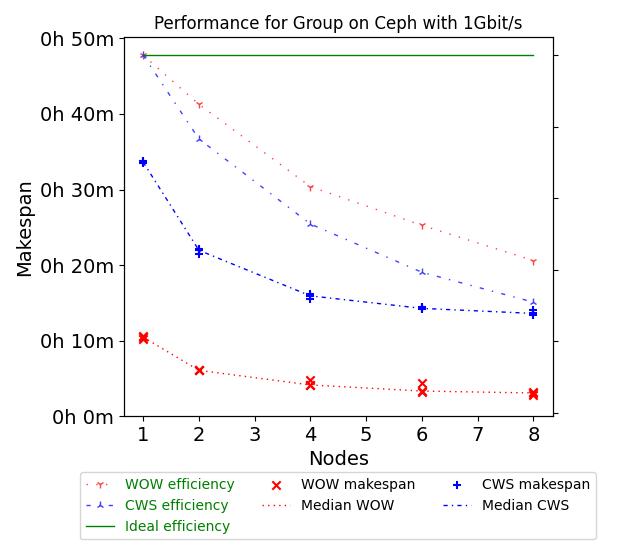 Performance for Group on Ceph with 1Gbit/s
0h 50m
0h 40m
0h 30m
0h 20m
0h 10m
0h 0m
Makespan
1 2 3 4 5 6 7 8
Nodes
WOW efficiency WOW makespan CWS makespan
CWS efficiency Median WOW Median CWS
Ideal efficiency